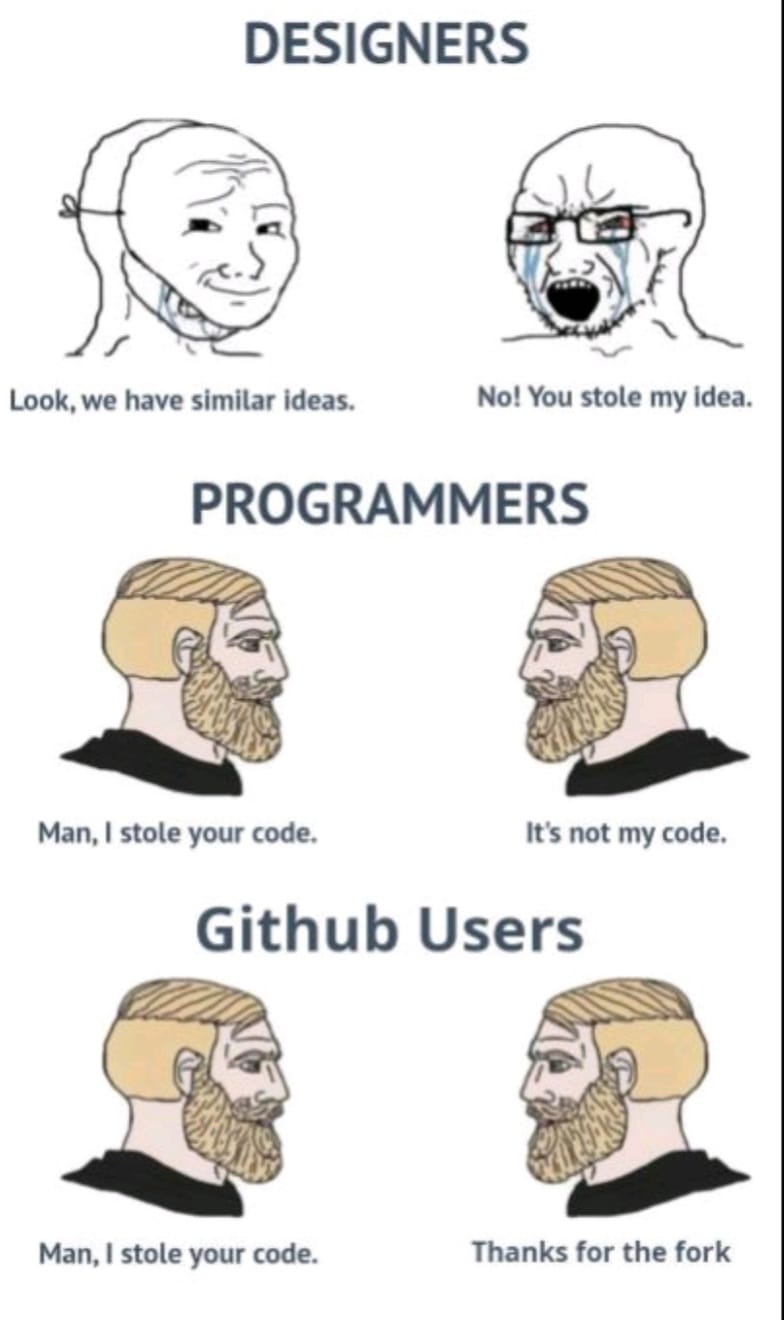 DESIGNERS
Look, we have similar ideas.
No! You stole my idea.
PROGRAMMERS
Man, I stole your code.
It's not my code.
Github Users
Man, I stole your code.
Thanks for the fork